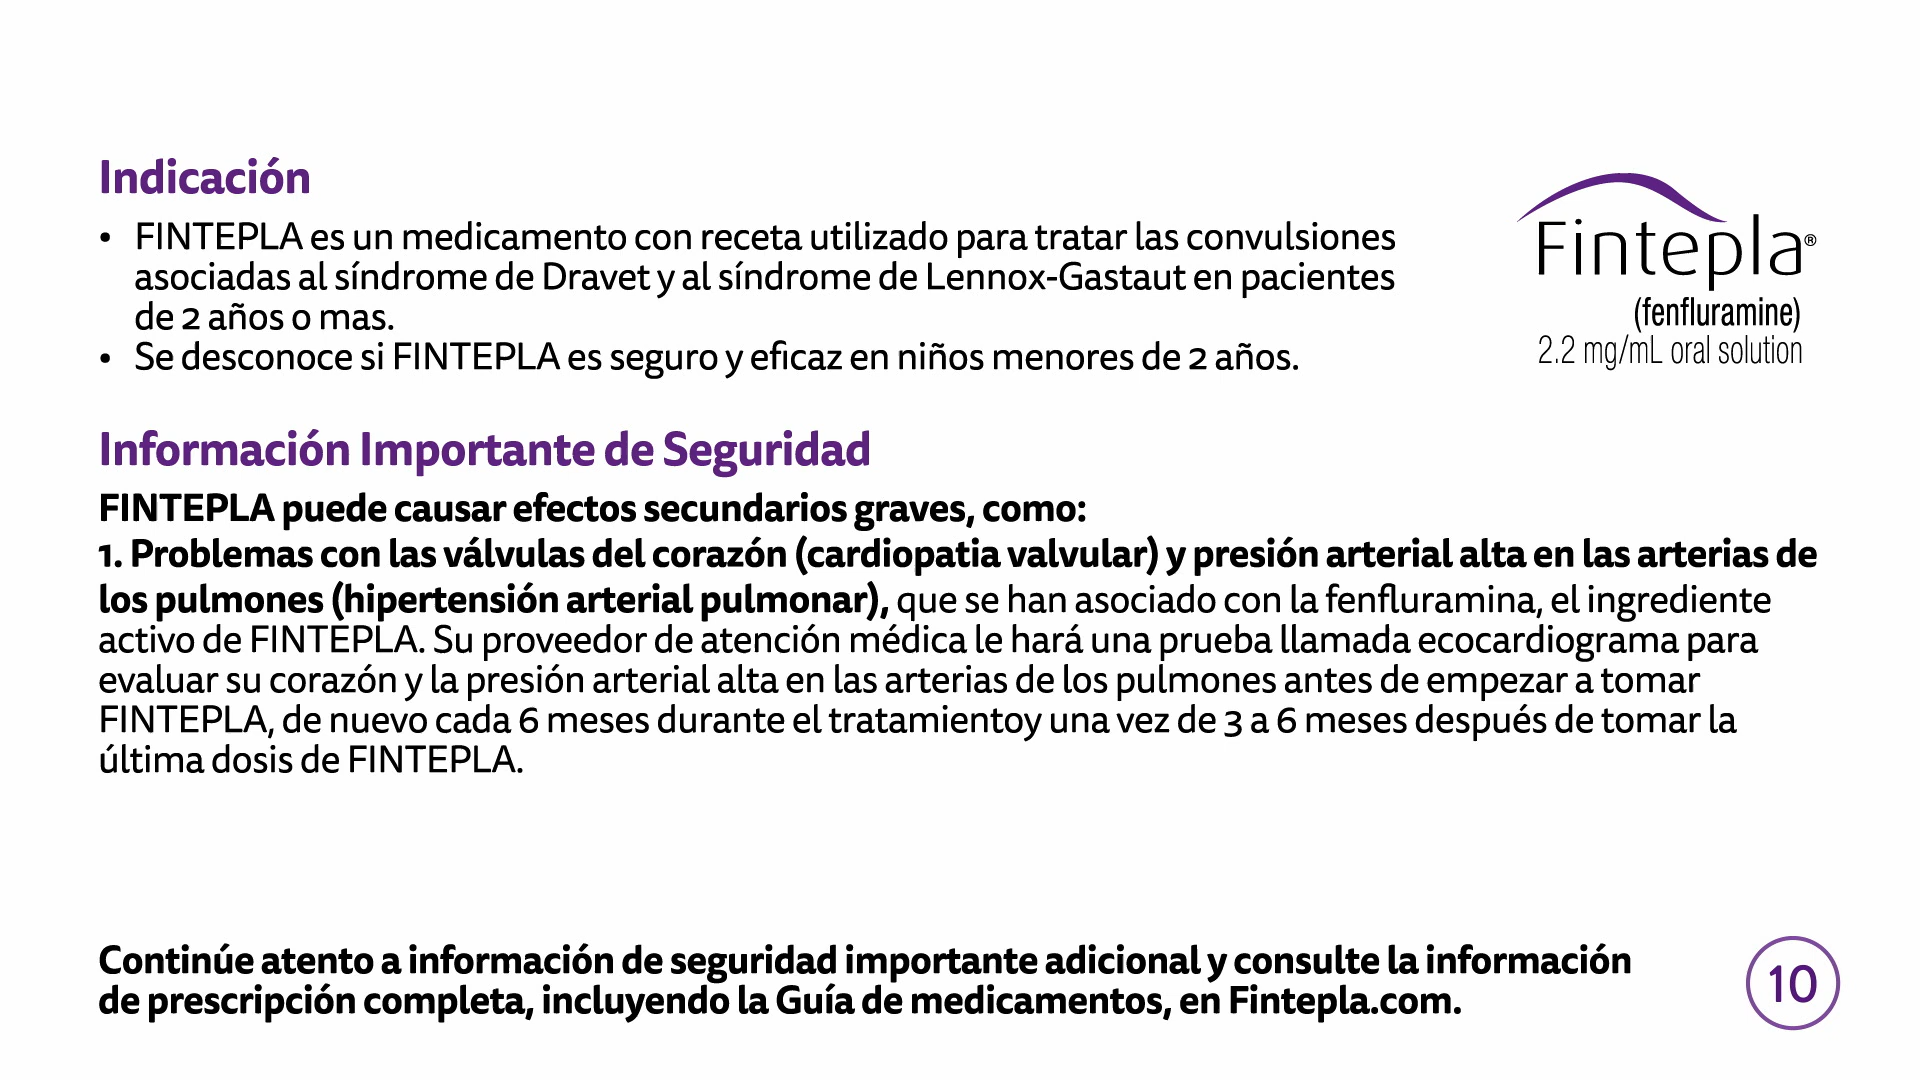 Indicación
• FINTEPLA es un medicamento con receta utilizado para tratar las convulsiones
asociadas al síndrome de Dravet y al síndrome de Lennox-Gastaut en pacientes
de 2 años o mas.
• Se desconoce si FINTEPLA es seguro y eficaz en niños menores de 2 años.
Fintepla®
(fenfluramine)
2.2 mg/mL oral solution
Información Importante de Seguridad
FINTEPLA puede causar efectos secundarios graves, como:
1. Problemas con las válvulas del corazón (cardiopatia valvular) y presión arterial alta en las arterias de
los pulmones (hipertensión arterial pulmonar), que se han asociado con la fenfluramina, el ingrediente
activo de FINTEPLA. Su proveedor de atención médica le hará una prueba llamada ecocardiograma para
evaluar su corazón y la presión arterial alta en las arterias de los pulmones antes de empezar a tomar
FINTEPLA, de nuevo cada 6 meses durante el tratamientoy una vez de 3 a 6 meses después de tomar la
última dosis de FINTEPLA.
Continúe atento a información de seguridad importante adicional y consulte la información
de prescripción completa, incluyendo la Guía de medicamentos, en Fintepla.com.
10